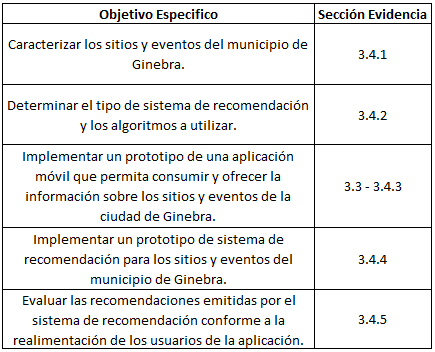 Objetivo Especifico
Sección Evidencia
Caracterizar los sitios y eventos del municipio de
Ginebra.
3.4.1
Determinar el tipo de sistema de recomendación
y los algoritmos a utilizar.
3.4.2
Implementar un prototipo de una aplicación
móvil que permita consumir y ofrecer la
información sobre los sitios y eventos de la
ciudad de Ginebra.
3.3 - 3.4.3
Implementar un prototipo de sistema de
recomendación para los sitios y eventos del
municipio de Ginebra.
3.4.4
Evaluar las recomendaciones emitidas por el
sistema de recomendación conforme a la
realimentación de los usuarios de la aplicación.
3.4.5